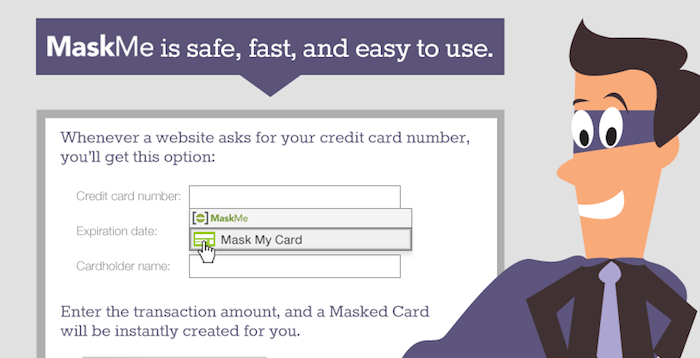 MaskMe is safe, fast, and easy to use.
Whenever a website asks for your credit card number,
you'll get this option:
Credit card number:
MaskMe
Expiration date:
Mask My Card
Cardholder name:
Enter the transaction amount, and a Masked Card
will be instantly created for you.